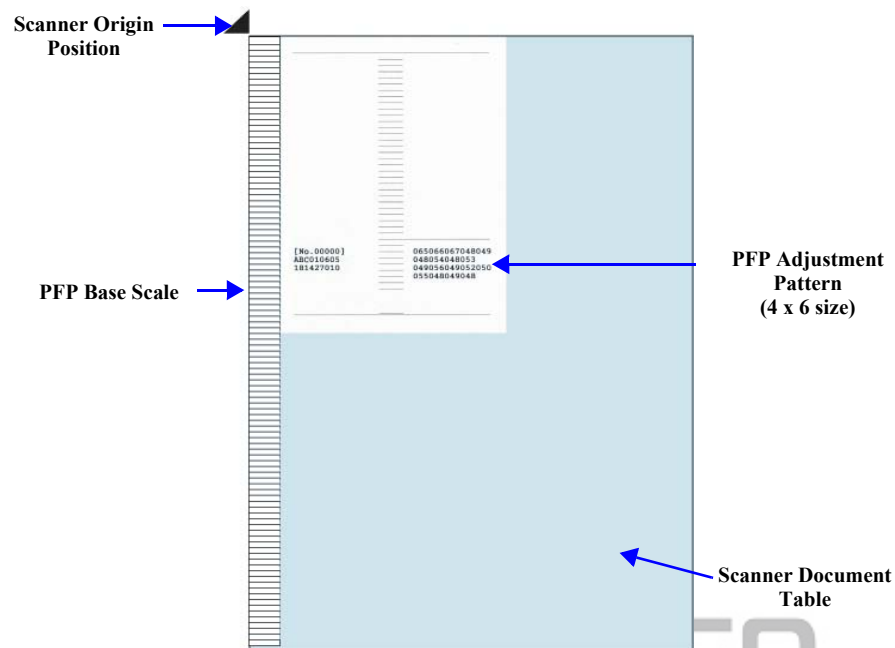 Scanner Origin
Position
[No.00000]
ABC010605
181427010
065066067048049
048054048053
049056049052050
055048049048
PFP Base Scale
PFP Adjustment
Pattern
(4 x 6 size)
Scanner Document
Table